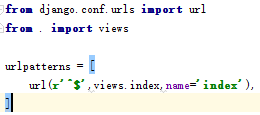 from django.conf.urls import url
from . import views
urlpatterns = [
    url(r'^$',views.index,name='index'),
]